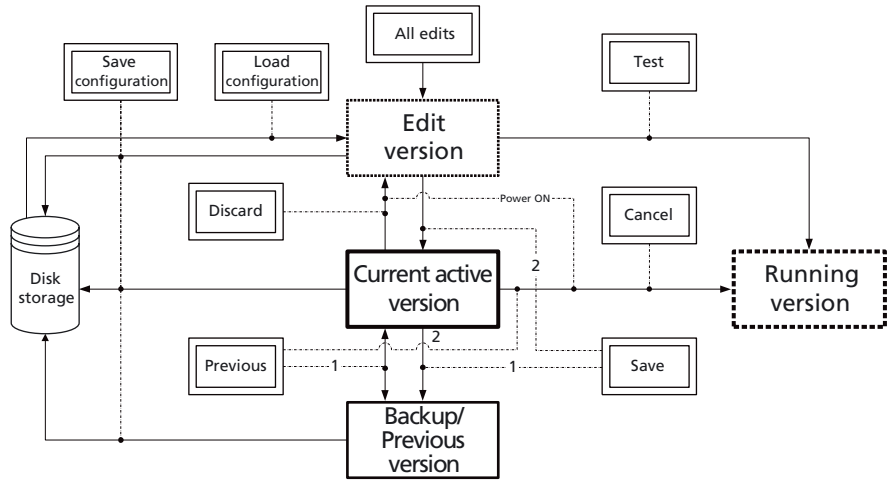 All edits
Save
configuration
Load
configuration
Test
Edit
version
Discard
Power ON
Cancel
Disk
storage
Current active
version
2
Running
version
2
Previous
1
1
Save
Backup/
Previous
version